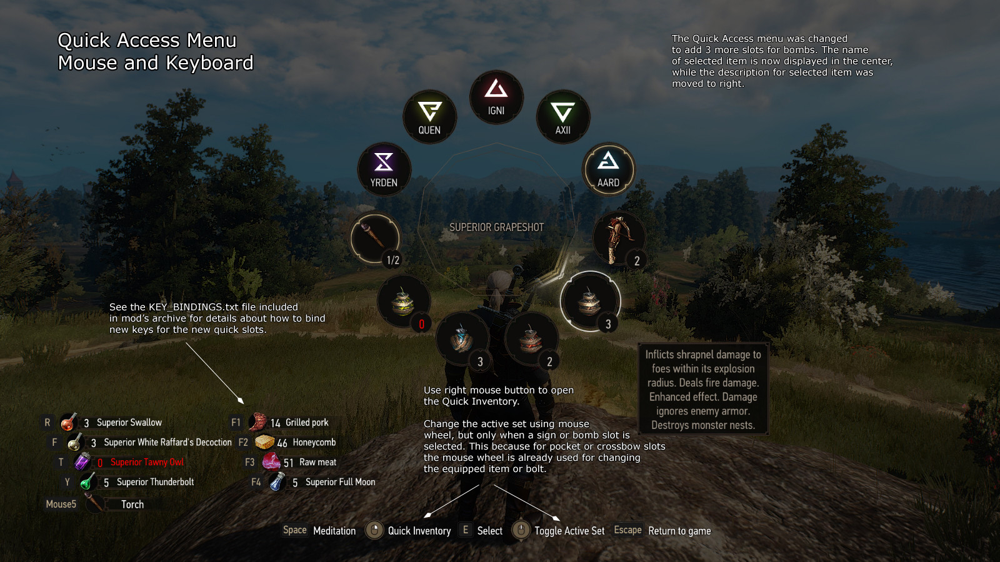 Quick Access Menu
Mouse and Keyboard
The Quick Access menu was changed
to add 3 more slots for bombs. The name
of selected item is now displayed in the center,
while the description for selected item was
moved to right.
IGNI
QUEN
AXII
YRDEN
AARD
SUPERIOR GRAPESHOT
1/2
2
0
3
3
2
See the KEY_BINDINGS.txt file included
in mod's archive for details about how to bind
new keys for the new quick slots.
Inflicts shrapnel damage to
foes within its explosion
radius. Deals fire damage.
Enhanced effect. Damage
ignores enemy armor.
Destroys monster nests.
Use right mouse button to open
the Quick Inventory.
Change the active set using mouse
wheel, but only when a sign or bomb slot is
selected. This because for pocket or crossbow slots
the mouse wheel is already used for changing
the equipped item or bolt.
R 3 Superior Swallow
F 3 Superior White Raffard's Decoction
T 0 Superior Tawny Owl
Y 5 Superior Thunderbolt
Mouse5 Torch
F1 14 Grilled pork
F2 46 Honeycomb
F3 51 Raw meat
F4 5 Superior Full Moon
Space Meditation Quick Inventory E Select Toggle Active Set Escape Return to game